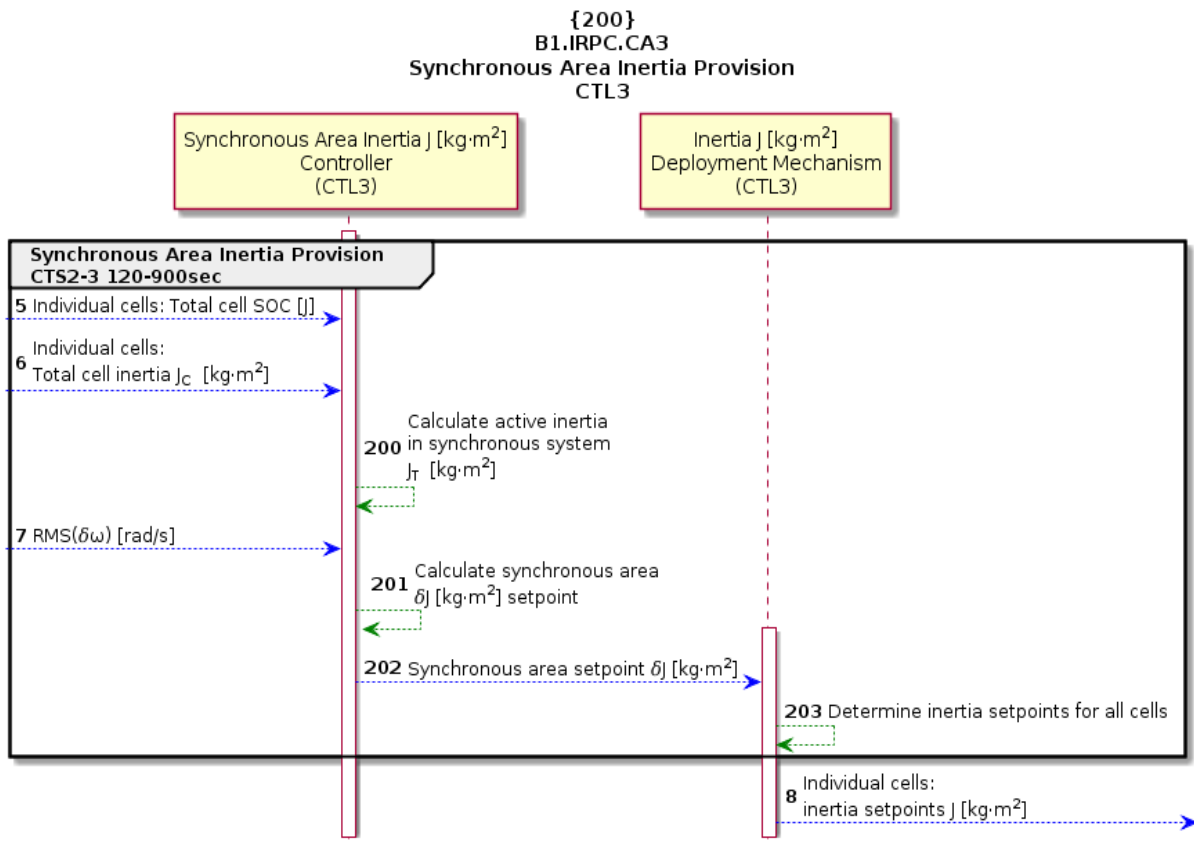 {200}
B1.IRPC.CA3
Synchronous Area Inertia Provision
CTL3
Synchronous Area Inertia J [kg·m²]
Controller
(CTL3)
Inertia J [kg·m²]
Deployment Mechanism
(CTL3)
Synchronous Area Inertia Provision
CTS2-3 120-900sec
5 Individual cells: Total cell SOC [J]
6 Individual cells:
Total cell inertia J_C [kg·m²]
200 Calculate active inertia
in synchronous system
J_T [kg·m²]
7 RMS(δω) [rad/s]
201 Calculate synchronous area
δJ [kg·m²] setpoint
202 Synchronous area setpoint δJ [kg·m²]
203 Determine inertia setpoints for all cells
8 Individual cells:
inertia setpoints J [kg·m²]